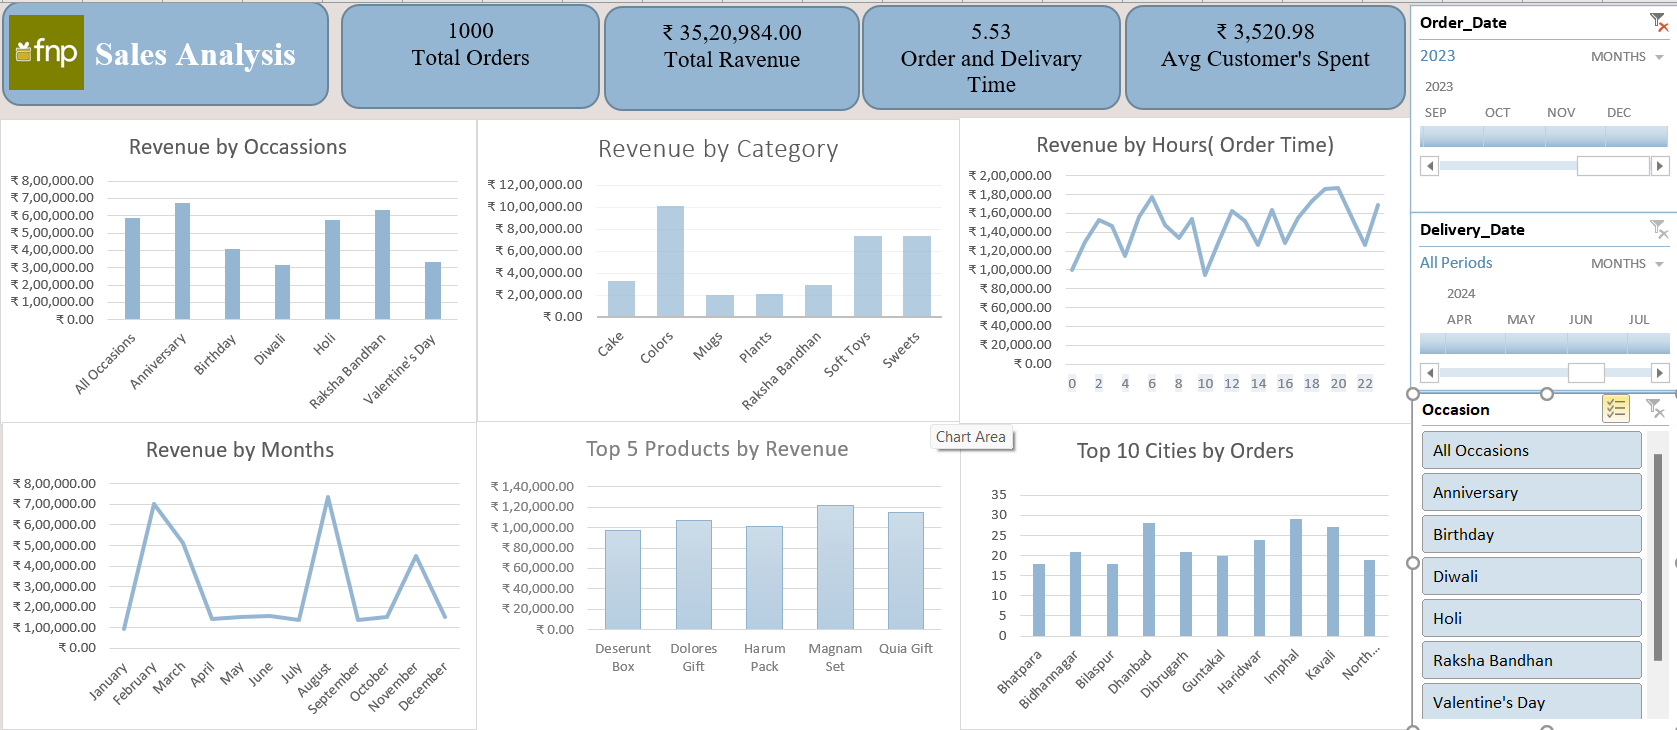 fnp
Sales Analysis
1000
Total Orders
₹ 35,20,984.00
Total Ravenue
5.53
Order and Delivary
Time
₹ 3,520.98
Avg Customer's Spent
Revenue by Occassions
₹ 8,00,000.00
₹ 7,00,000.00
₹ 6,00,000.00
₹ 5,00,000.00
₹ 4,00,000.00
₹ 3,00,000.00
₹ 2,00,000.00
₹ 1,00,000.00
₹ 0.00
All Occasions
Anniversary
Birthday
Diwali
Holi
Raksha Bandhan
Valentine's Day
Revenue by Category
₹ 12,00,000.00
₹ 10,00,000.00
₹ 8,00,000.00
₹ 6,00,000.00
₹ 4,00,000.00
₹ 2,00,000.00
₹ 0.00
Cake
Colors
Mugs
Plants
Raksha Bandhan
Soft Toys
Sweets
Revenue by Hours( Order Time)
₹ 2,00,000.00
₹ 1,80,000.00
₹ 1,60,000.00
₹ 1,40,000.00
₹ 1,20,000.00
₹ 1,00,000.00
₹ 80,000.00
₹ 60,000.00
₹ 40,000.00
₹ 20,000.00
₹ 0.00
0 2 4 6 8 10 12 14 16 18 20 22
Revenue by Months
₹ 8,00,000.00
₹ 7,00,000.00
₹ 6,00,000.00
₹ 5,00,000.00
₹ 4,00,000.00
₹ 3,00,000.00
₹ 2,00,000.00
₹ 1,00,000.00
₹ 0.00
January
February
March
April
May
June
July
August
September
October
November
December
Top 5 Products by Revenue
₹ 1,40,000.00
₹ 1,20,000.00
₹ 1,00,000.00
₹ 80,000.00
₹ 60,000.00
₹ 40,000.00
₹ 20,000.00
₹ 0.00
Deserunt
Box
Dolores
Gift
Harum
Pack
Magnam
Set
Quia Gift
Chart Area
Top 10 Cities by Orders
35
30
25
20
15
10
5
0
Bhatpara
Bidhannagar
Bilaspur
Dhanbad
Dibrugarh
Guntakal
Haridwar
Imphal
Kavali
North...
Order_Date
2023 MONTHS
2023
SEP OCT NOV DEC
Delivery_Date
All Periods MONTHS
2024
APR MAY JUN JUL
Occasion
All Occasions
Anniversary
Birthday
Diwali
Holi
Raksha Bandhan
Valentine's Day